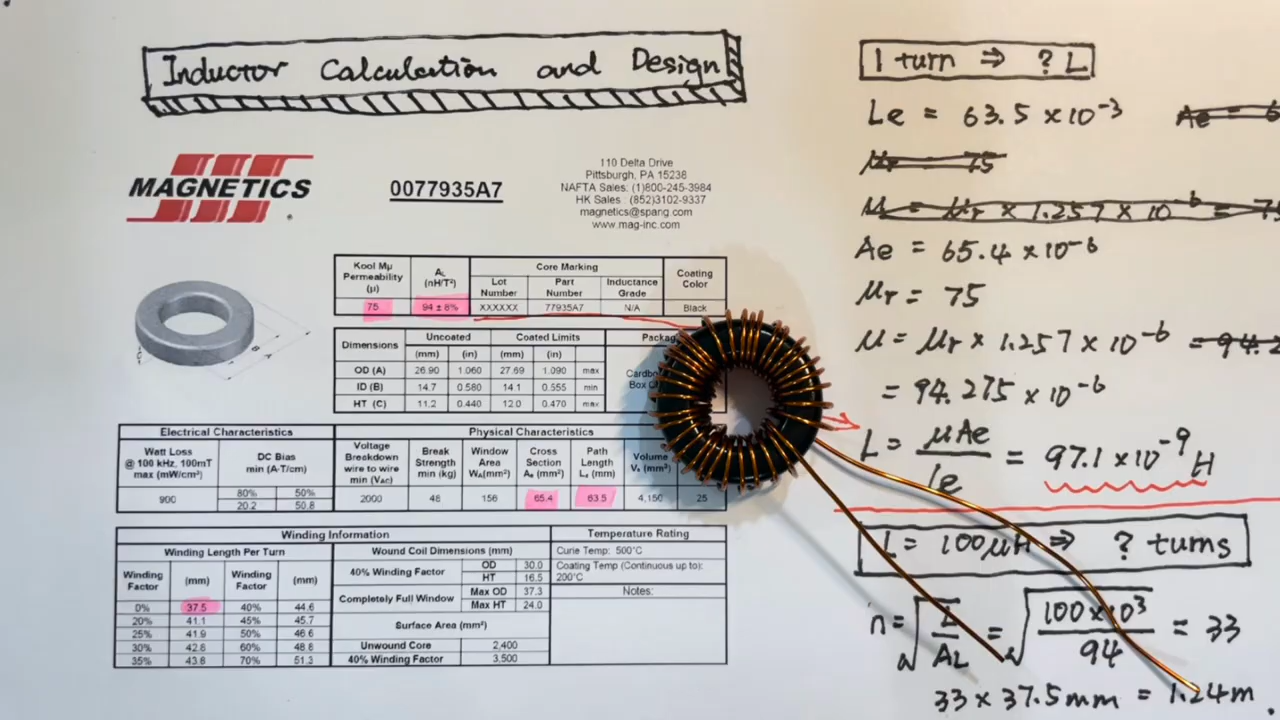 Inductor Calculation and Design
MAGNETICS
0077935A7
110 Delta Drive
Pittsburgh, PA 15238
NAFTA Sales: (1)800-245-3984
HK Sales : (852)3102-9337
magnetics@spang.com
www.mag-inc.com
Kool Mμ Permeability (μ) | AL (nH/T²) | Core Marking | Coating Color
Lot Number | Part Number | Inductance Grade
75 | 94 ± 8% | XXXXXX | 77935A7 | N/A | Black
Dimensions | Uncoated | Coated Limits
(mm) | (in) | (mm) | (in)
OD (A) | 26.90 | 1.060 | 27.69 | 1.090 | max
ID (B) | 14.7 | 0.580 | 14.1 | 0.555 | min
HT (C) | 11.2 | 0.440 | 12.0 | 0.470 | max
Electrical Characteristics | Physical Characteristics
Watt Loss @ 100 kHz, 100mT max (mW/cm³) | DC Bias min (A·T/cm) | Voltage Breakdown wire to wire min (VAC) | Break Strength min (kg) | Window Area WA(mm²) | Cross Section Ae (mm²) | Path Length Le (mm) | Volume Ve (mm³)
900 | 80% | 50% | 2000 | 48 | 156 | 65.4 | 63.5 | 4,150 | 25
20.2 | 50.8
Winding Information | Temperature Rating
Winding Length Per Turn | Wound Coil Dimensions (mm) | Curie Temp: 500°C
Winding Factor | (mm) | Winding Factor | (mm) | 40% Winding Factor | OD | 30.0 | Coating Temp (Continuous up to): 200°C
HT | 16.5
0% | 37.5 | 40% | 44.6 | Completely Full Window | Max OD | 37.3 | Notes:
Max HT | 24.0
20% | 41.1 | 45% | 45.7 | Surface Area (mm²)
25% | 41.9 | 50% | 46.6
30% | 42.8 | 60% | 48.8 | Unwound Core | 2,400
35% | 43.8 | 70% | 51.3 | 40% Winding Factor | 3,500
1 turn ⇒ ? L
Le = 63.5 ×10⁻³
μr = 75
μ = μr × 1.257 × 10⁻⁶ =
Ae = 65.4 ×10⁻⁶
μr = 75
μ = μr × 1.257 ×10⁻⁶ = 94.2
= 94.275 ×10⁻⁶
L = μAe / le = 97.1 ×10⁻⁹ H
L = 100μH ⇒ ? turns
n = √(L / AL) = √(100 ×10³ / 94) = 33
33 × 37.5mm = 1.24m .